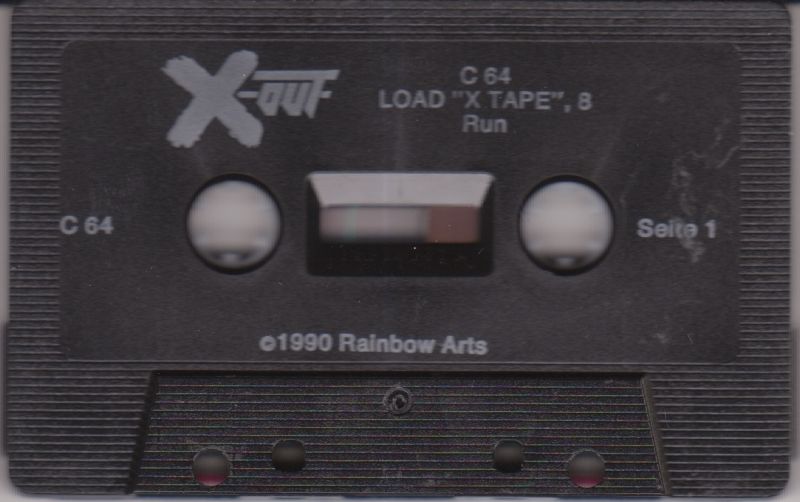 X-OUT
C 64
LOAD "X TAPE", 8
Run
C 64
Seite 1
©1990 Rainbow Arts